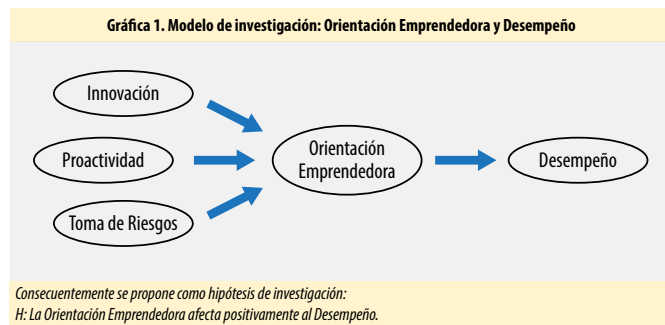 Gráfica 1. Modelo de investigación: Orientación Emprendedora y Desempeño
Innovación
Proactividad
Toma de Riesgos
Orientación
Emprendedora
Desempeño
Consecuentemente se propone como hipótesis de investigación:
H: La Orientación Emprendedora afecta positivamente al Desempeño.